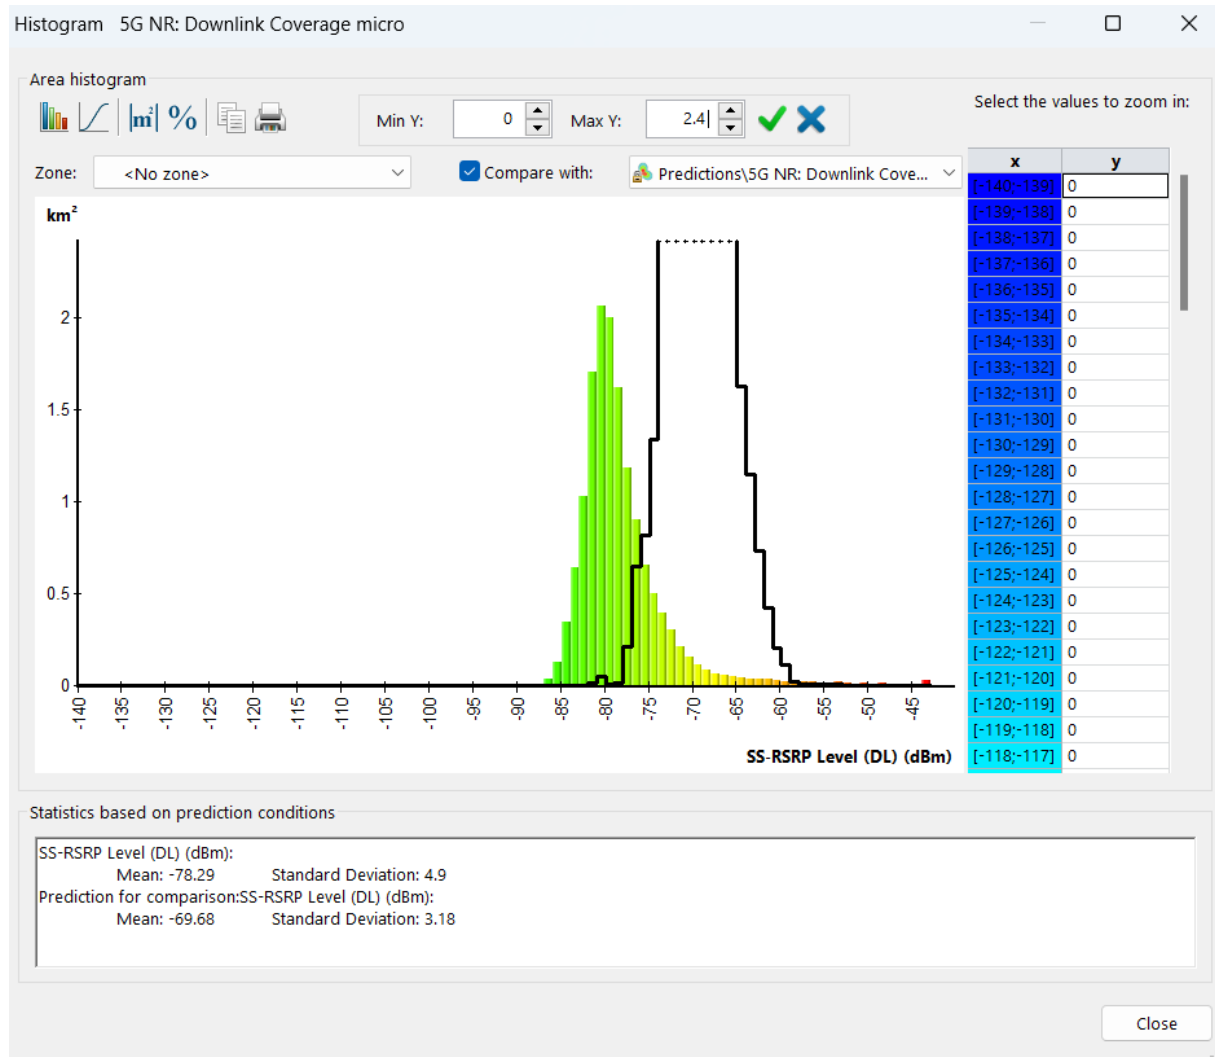 Histogram 5G NR: Downlink Coverage micro
Area histogram
Select the values to zoom in:
m² %
Min Y: 0 Max Y: 2.4
Zone: <No zone> Compare with: Predictions\5G NR: Downlink Cove...
x y
[-140;-139] 0
[-139;-138] 0
[-138;-137] 0
[-137;-136] 0
[-136;-135] 0
[-135;-134] 0
[-134;-133] 0
[-133;-132] 0
[-132;-131] 0
[-131;-130] 0
[-130;-129] 0
[-129;-128] 0
[-128;-127] 0
[-127;-126] 0
[-126;-125] 0
[-125;-124] 0
[-124;-123] 0
[-123;-122] 0
[-122;-121] 0
[-121;-120] 0
[-120;-119] 0
[-119;-118] 0
[-118;-117] 0
km²
2
1.5
1
0.5
0
-140 -135 -130 -125 -120 -115 -110 -105 -100 -95 -90 -85 -80 -75 -70 -65 -60 -55 -50 -45
SS-RSRP Level (DL) (dBm)
Statistics based on prediction conditions
SS-RSRP Level (DL) (dBm):
Mean: -78.29 Standard Deviation: 4.9
Prediction for comparison:SS-RSRP Level (DL) (dBm):
Mean: -69.68 Standard Deviation: 3.18
Close